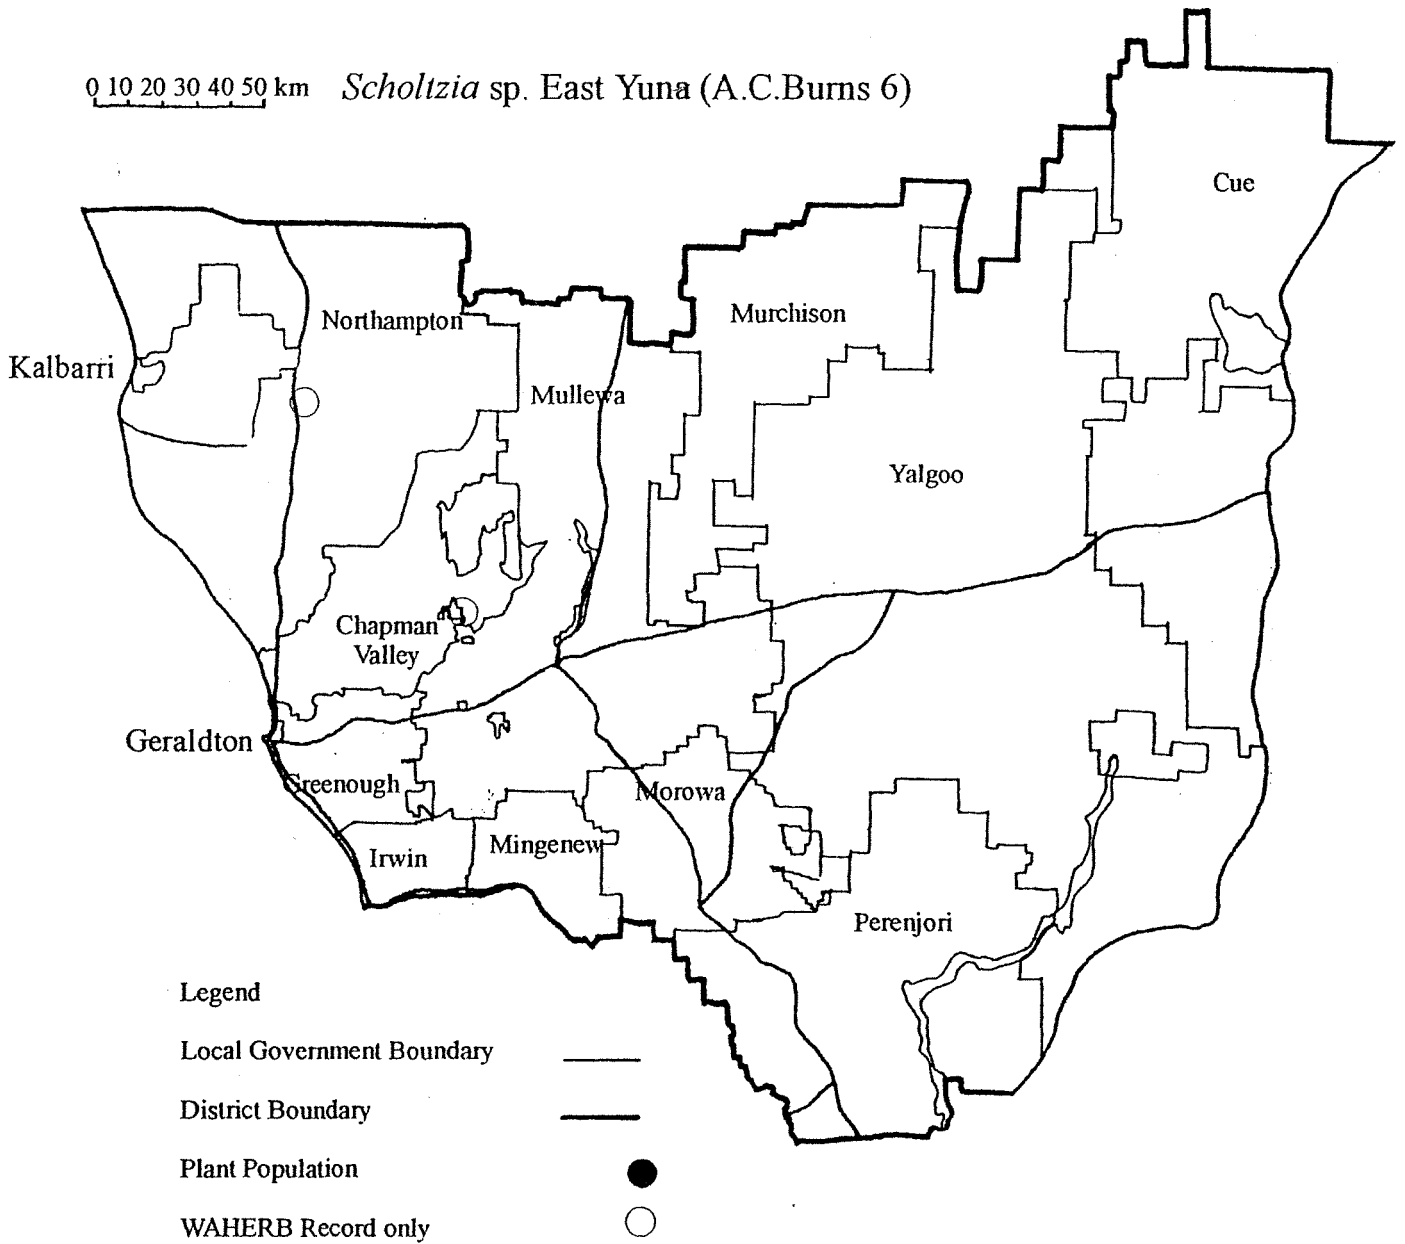 0 10 20 30 40 50 km
Scholtzia sp. East Yuna (A.C.Burns 6)
Cue
Northampton
Murchison
Kalbarri
Mullewa
Yalgoo
Chapman
Valley
Geraldton
Greenough
Morowa
Irwin
Mingenew
Perenjori
Legend
Local Government Boundary
District Boundary
Plant Population
WAHERB Record only